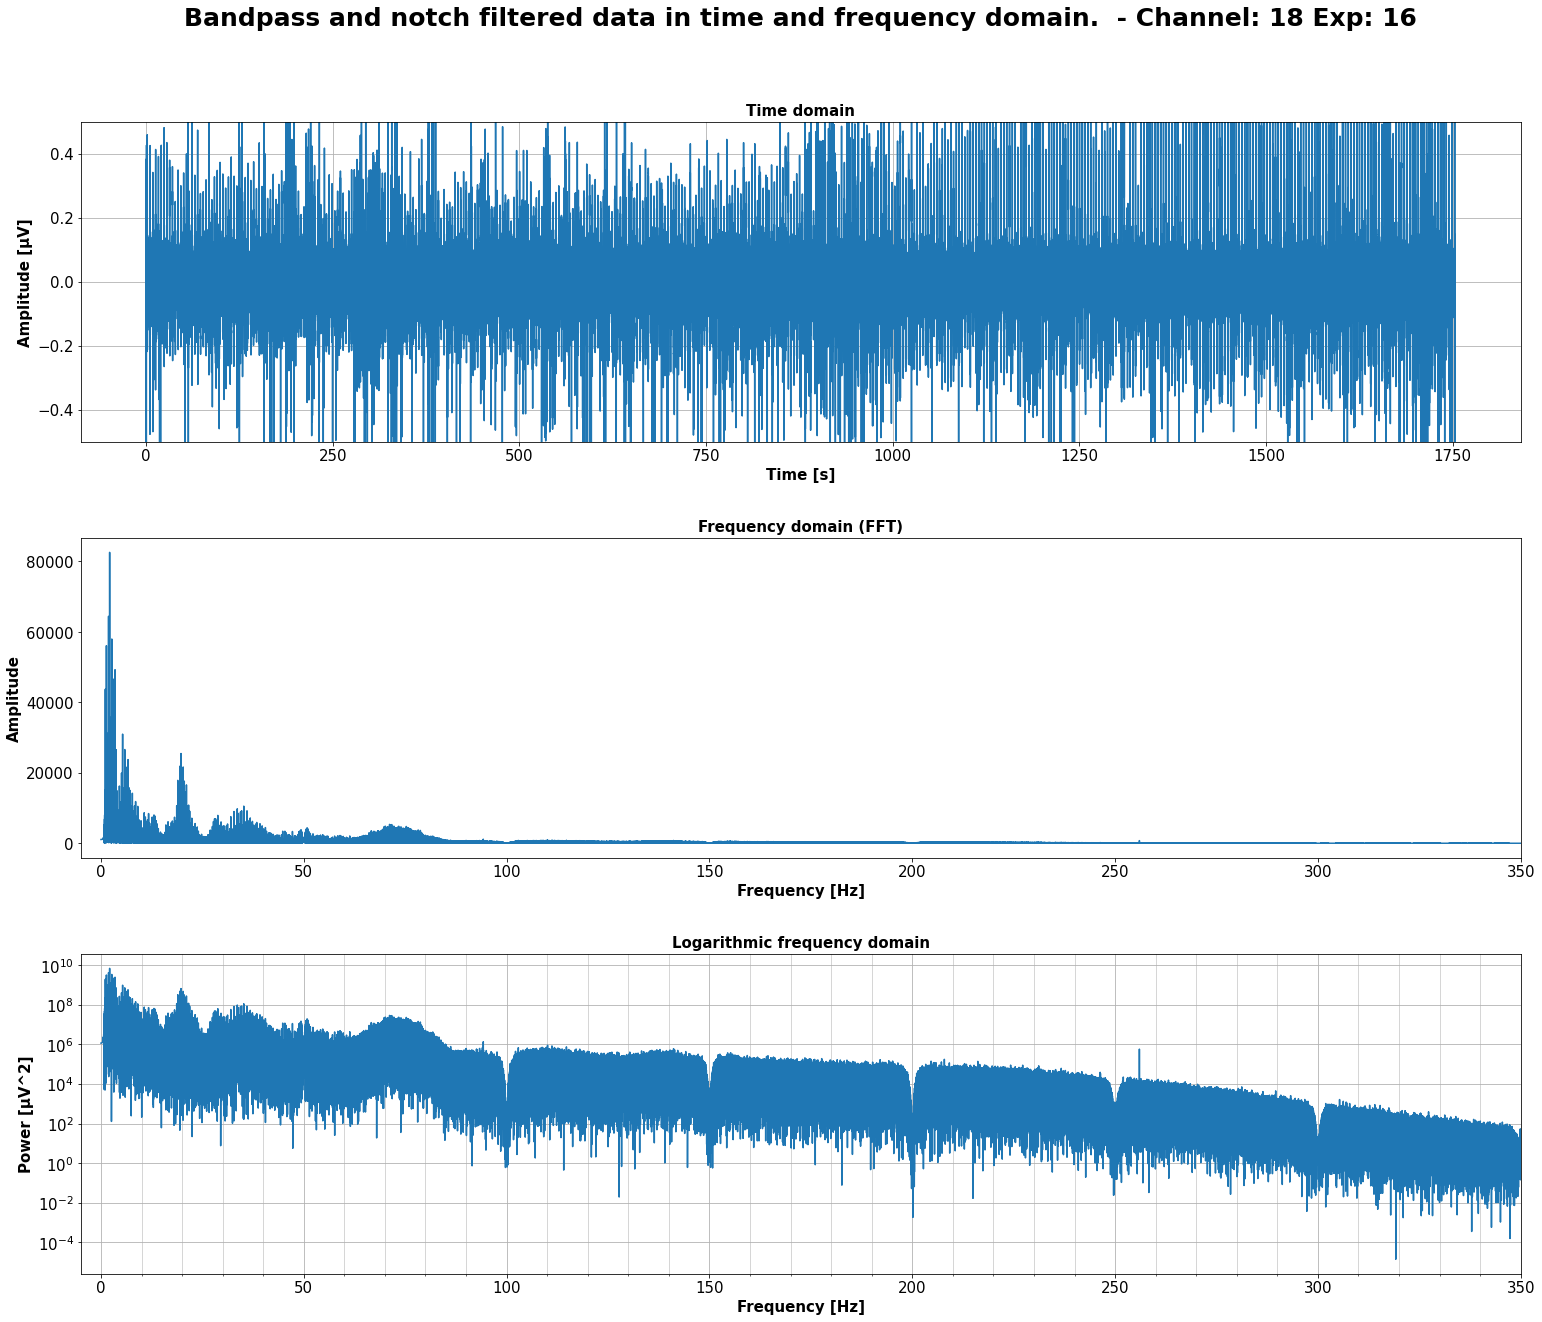 Bandpass and notch filtered data in time and frequency domain.  - Channel: 18 Exp: 16
Time domain
Amplitude [µV]
0.4
0.2
0.0
−0.2
−0.4
0 250 500 750 1000 1250 1500 1750
Time [s]
Frequency domain (FFT)
Amplitude
80000
60000
40000
20000
0
0 50 100 150 200 250 300 350
Frequency [Hz]
Logarithmic frequency domain
Power [µV^2]
10^10
10^8
10^6
10^4
10^2
10^0
10^−2
10^−4
0 50 100 150 200 250 300 350
Frequency [Hz]